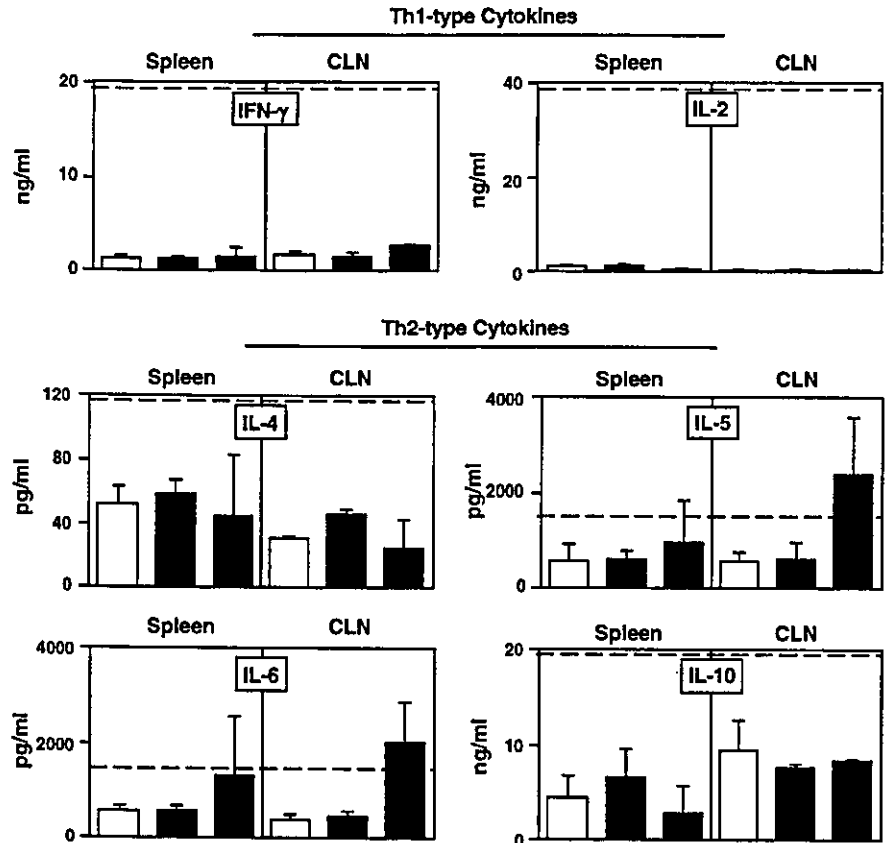 Th1-type Cytokines
Spleen CLN
20
10
0
ng/ml
IFN-γ
Spleen CLN
40
20
0
ng/ml
IL-2
Th2-type Cytokines
Spleen CLN
120
80
40
0
pg/ml
IL-4
Spleen CLN
4000
2000
0
pg/ml
IL-5
Spleen CLN
4000
2000
0
pg/ml
IL-6
Spleen CLN
20
10
0
ng/ml
IL-10